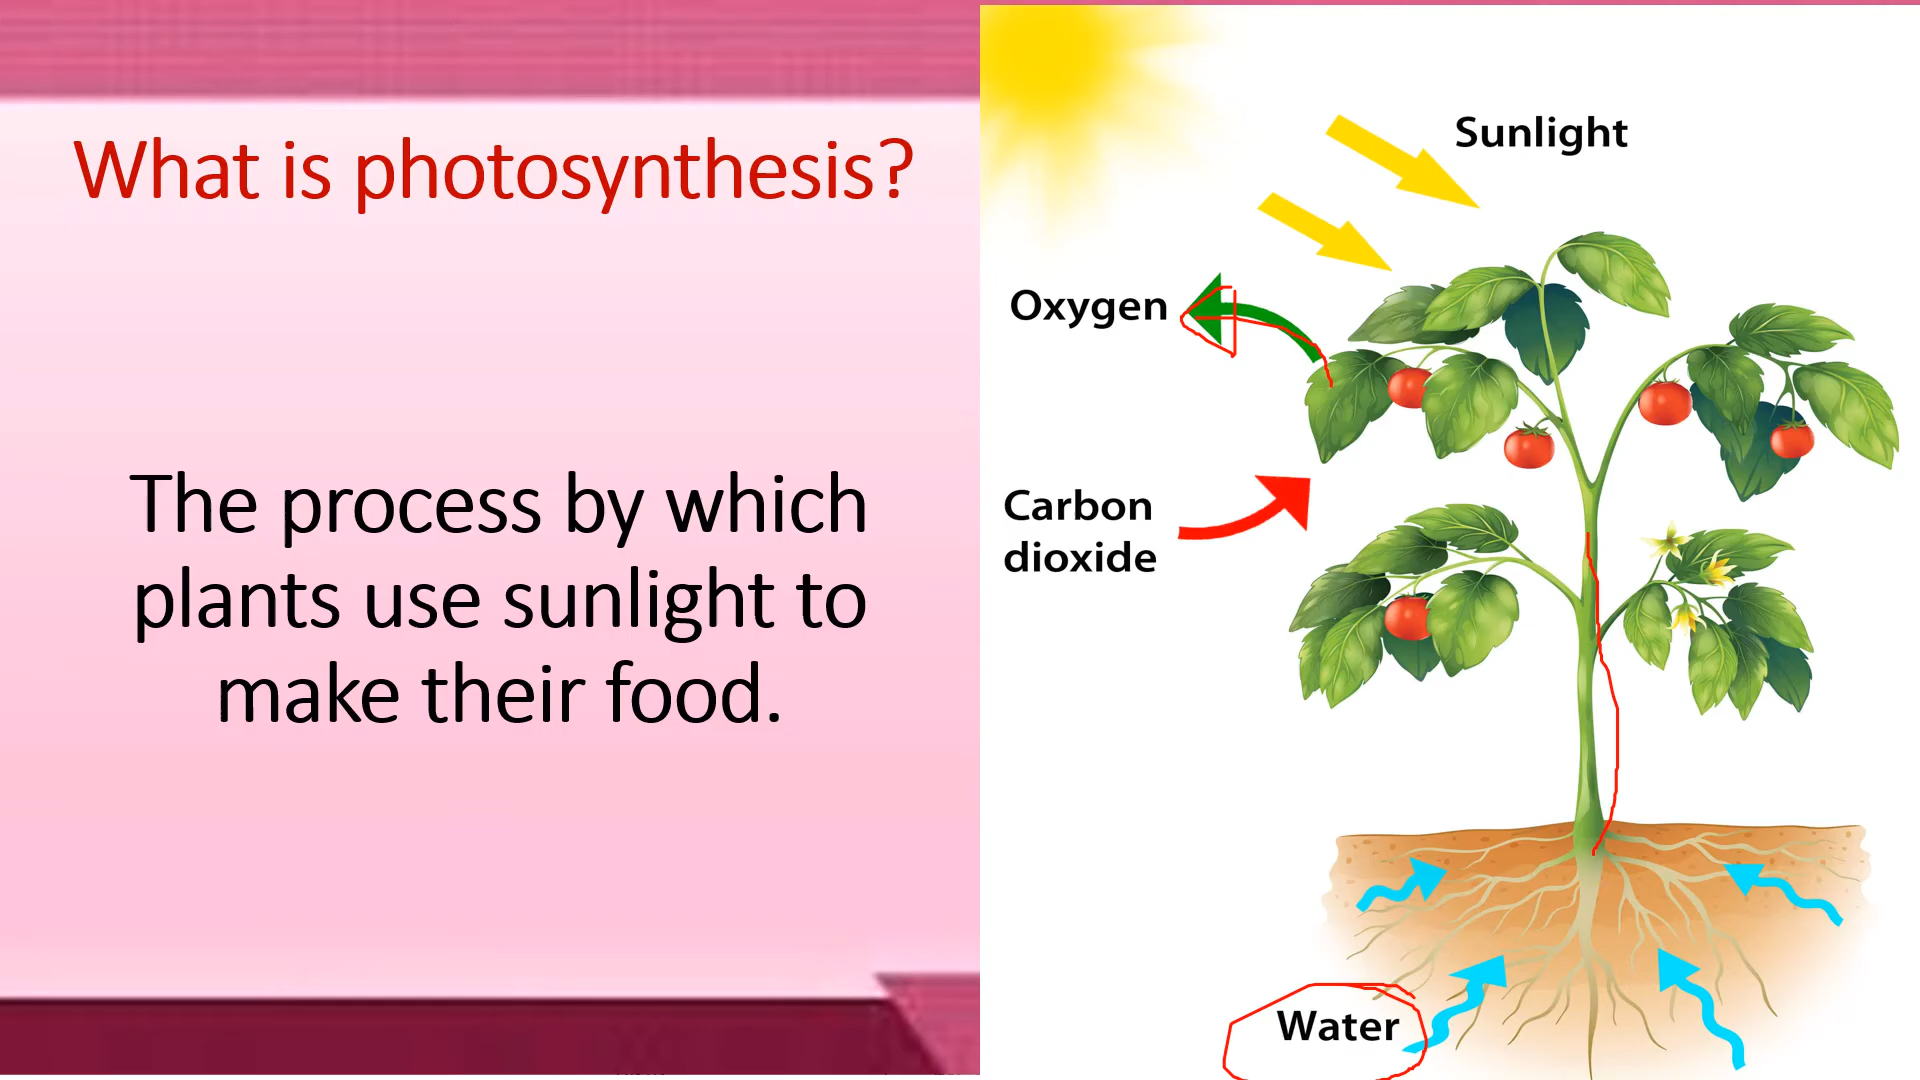 What is photosynthesis?
The process by which
plants use sunlight to
make their food.
Sunlight
Oxygen
Carbon
dioxide
Water